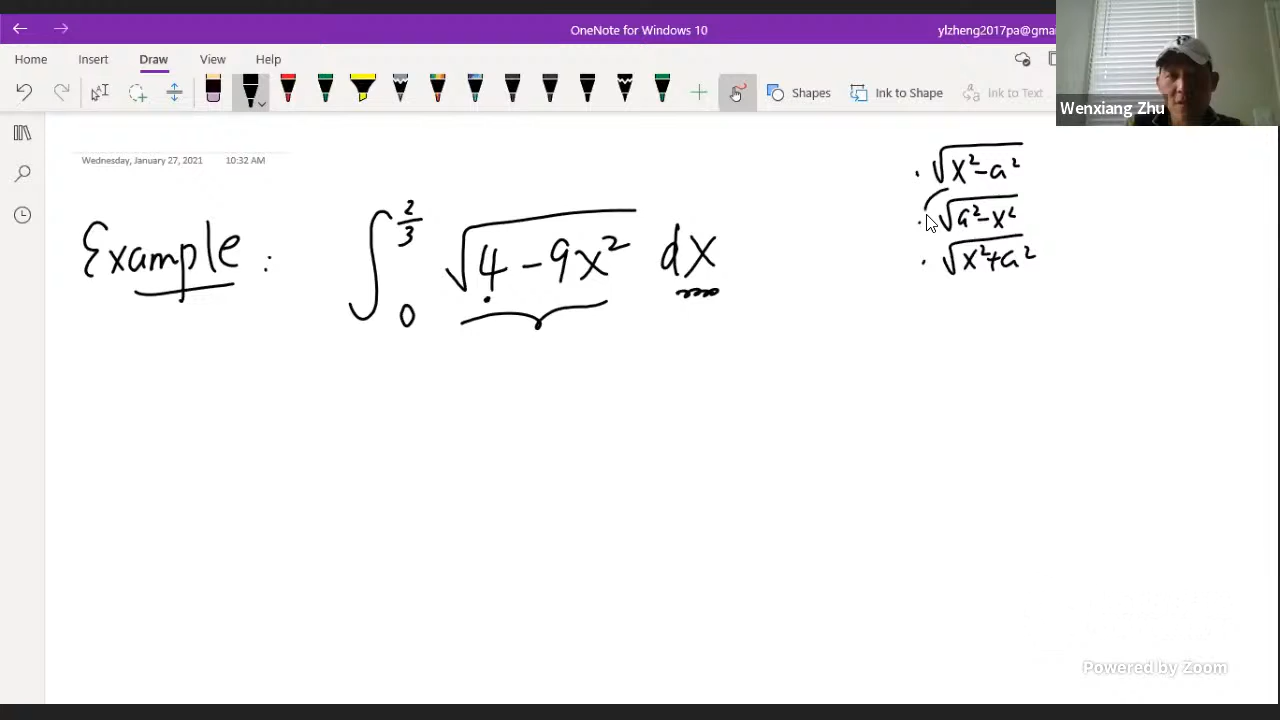 OneNote for Windows 10
ylzheng2017pa@gma
Home Insert Draw View Help
Shapes Ink to Shape Ink to Text
Wenxiang Zhu
Wednesday, January 27, 2021 10:32 AM
· √(x²-a²)
· √(a²-x²)
· √(x²+a²)
Example : ∫₀^(2/3) √(4-9x²) dx
Powered by Zoom